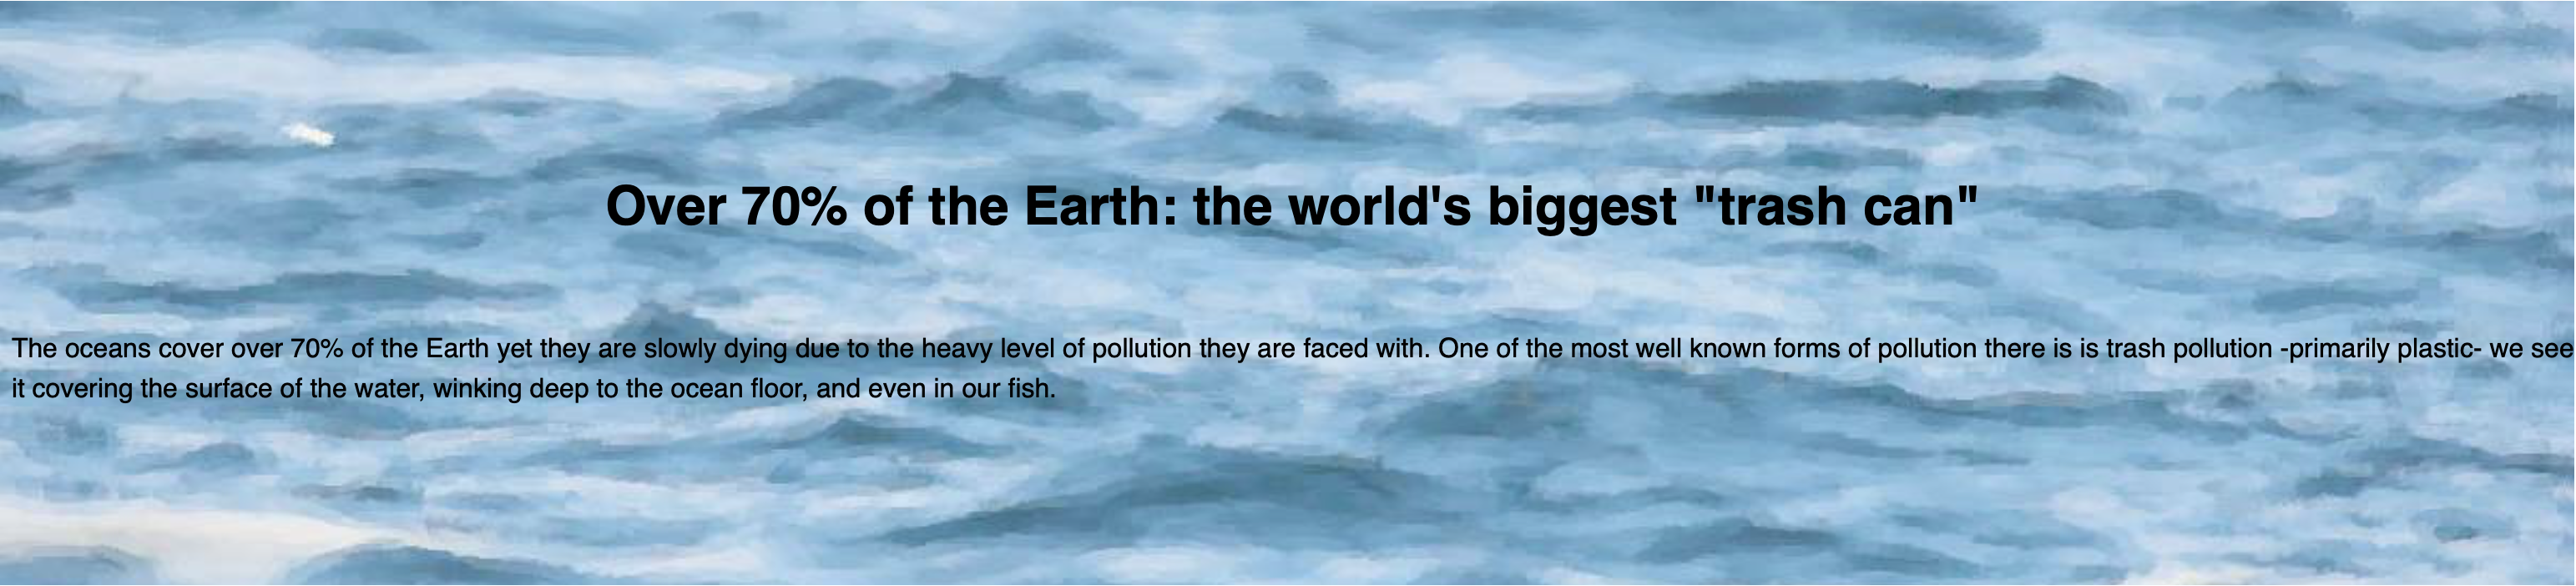 Over 70% of the Earth: the world's biggest "trash can"
The oceans cover over 70% of the Earth yet they are slowly dying due to the heavy level of pollution they are faced with. One of the most well known forms of pollution there is is trash pollution -primarily plastic- we see
it covering the surface of the water, winking deep to the ocean floor, and even in our fish.